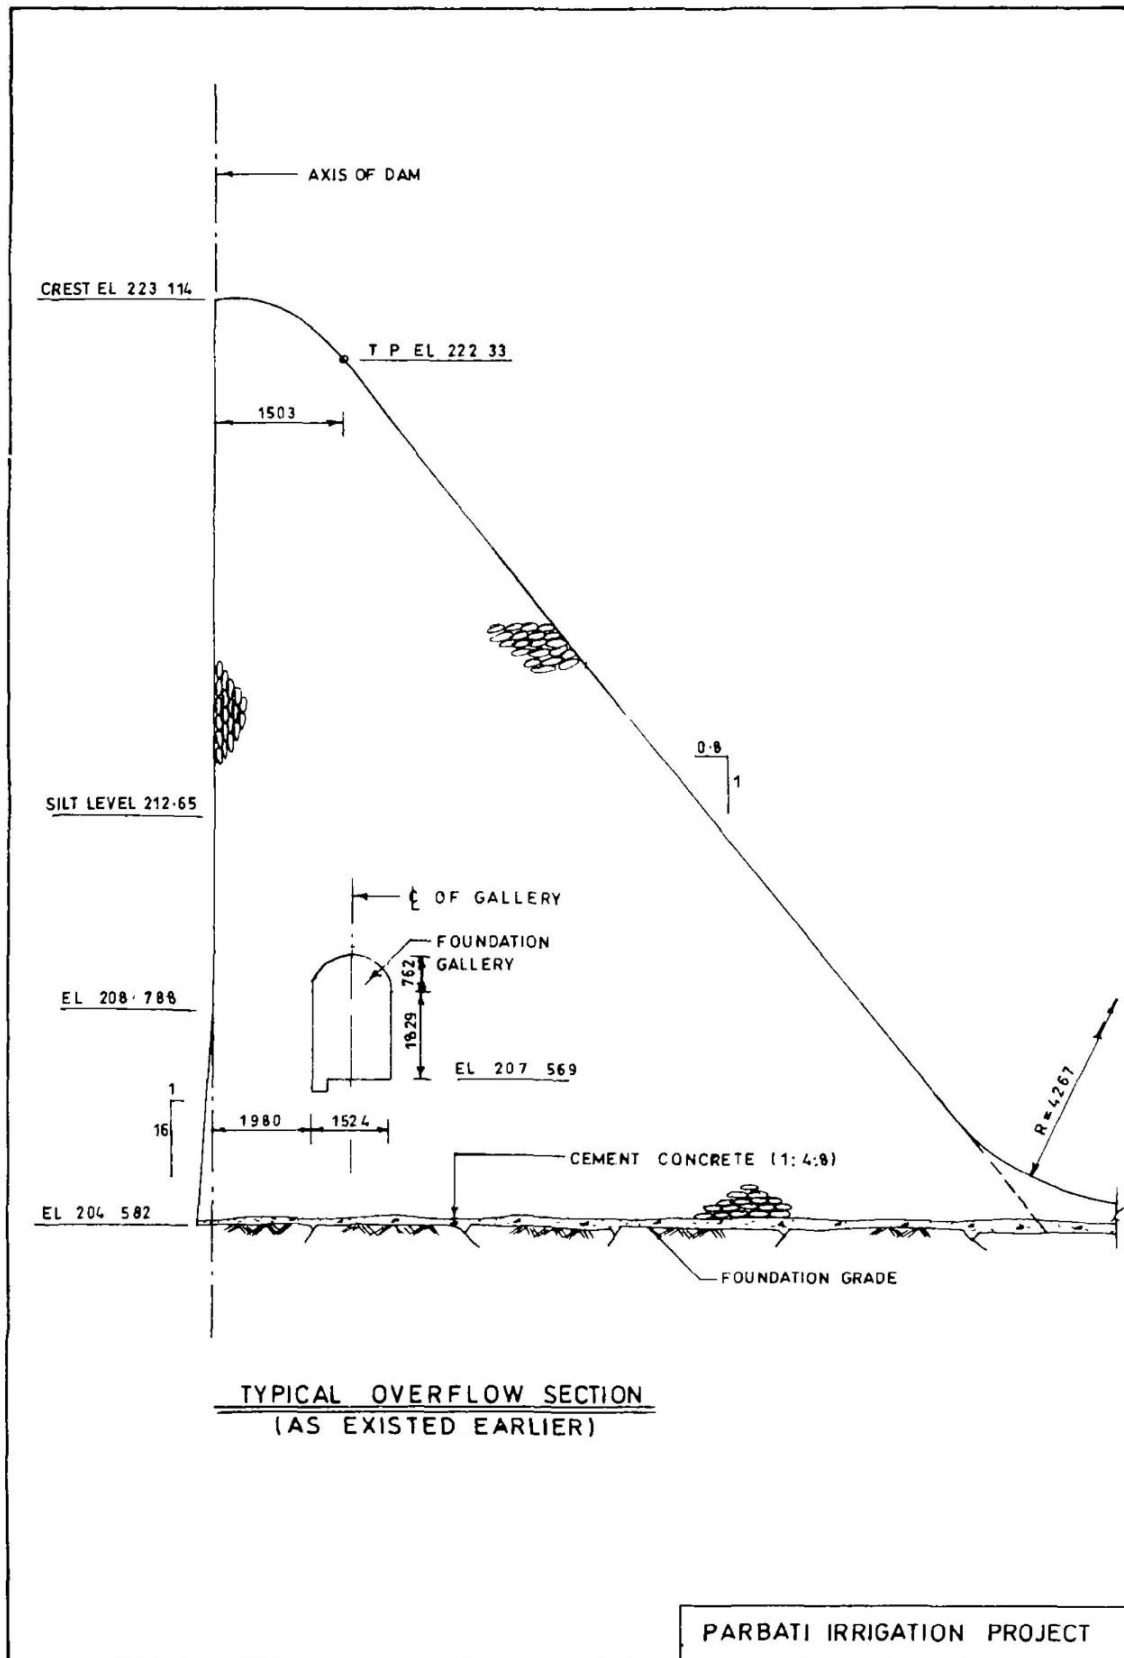 AXIS OF DAM
CREST EL 223 114
T P EL 222 33
1503
0·8
1
SILT LEVEL 212·65
℄ OF GALLERY
FOUNDATION
GALLERY
762
EL 208·788
1829
EL 207 569
R=4267
1
16
1980
1524
CEMENT CONCRETE (1:4:8)
EL 204 582
FOUNDATION GRADE
TYPICAL OVERFLOW SECTION
(AS EXISTED EARLIER)
PARBATI IRRIGATION PROJECT